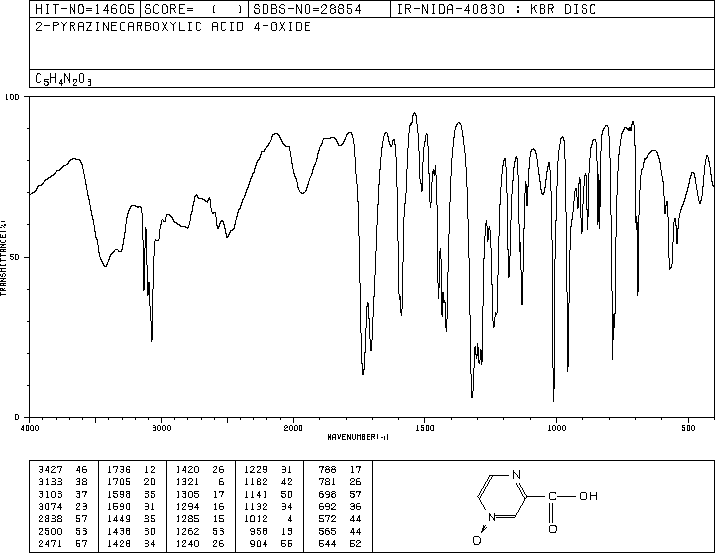 HIT-NO=14605 SCORE= ( ) SDBS-NO=28854 IR-NIDA-40830 : KBR DISC
2-PYRAZINECARBOXYLIC ACID 4-OXIDE
C5H4N2O3
100
50
0
TRANSMITTANCE(%)
4000 3000 2000 1500 1000 500
WAVENUMBER(-1)
3427 46 1736 12 1420 26 1229 31 788 17
3133 38 1705 20 1321 6 1182 42 781 26
3103 37 1598 35 1305 17 1141 50 698 57
3074 23 1590 31 1294 16 1132 34 692 36
2838 57 1449 35 1285 15 1012 4 572 44
2500 53 1438 30 1262 53 958 13 565 44
2471 57 1428 34 1240 26 904 55 544 52
N
C OH
N O
O